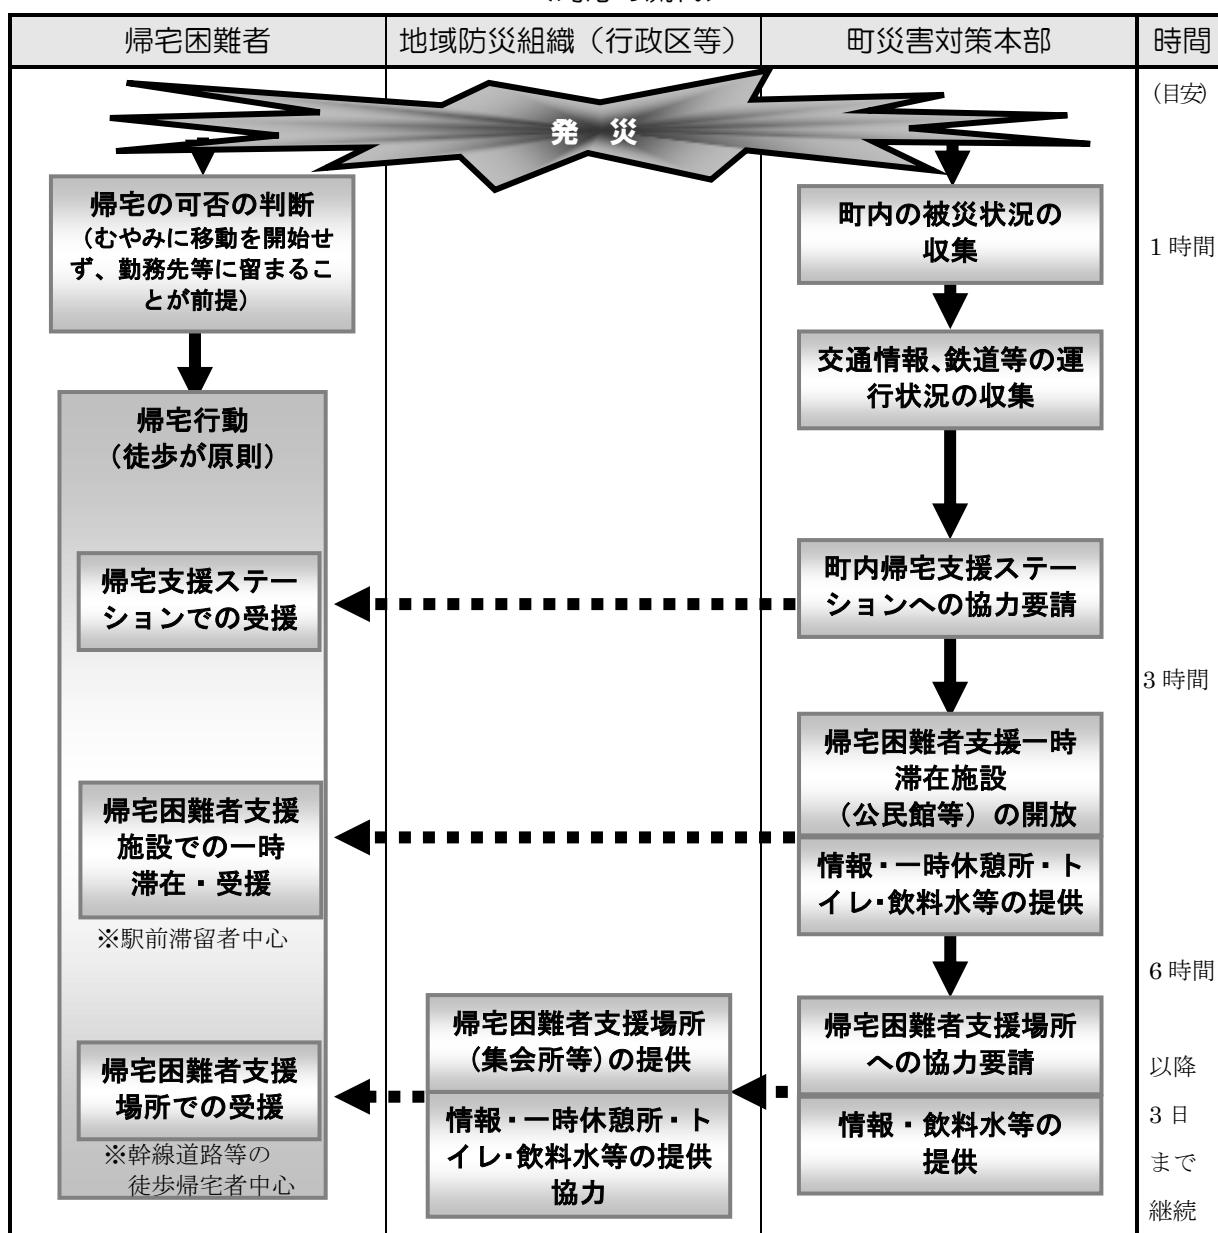 帰宅困難者
地域防災組織（行政区等）
町災害対策本部
時間
（目安）
発　災
帰宅の可否の判断
（むやみに移動を開始せ
ず、勤務先等に留まるこ
とが前提）
町内の被災状況の
収集
1 時間
交通情報、鉄道等の運
行状況の収集
帰宅行動
（徒歩が原則）
帰宅支援ステー
ションでの受援
町内帰宅支援ステー
ションへの協力要請
3 時間
帰宅困難者支援一時
滞在施設
（公民館等）の開放
情報・一時休憩所・ト
イレ・飲料水等の提供
帰宅困難者支援
施設での一時
滞在・受援
※駅前滞留者中心
6 時間
帰宅困難者支援場所
（集会所等）の提供
情報・一時休憩所・ト
イレ・飲料水等の提供
協力
帰宅困難者支援場所
への協力要請
情報・飲料水等の
提供
帰宅困難者支援
場所での受援
※幹線道路等の
徒歩帰宅者中心
以降
3 日
まで
継続